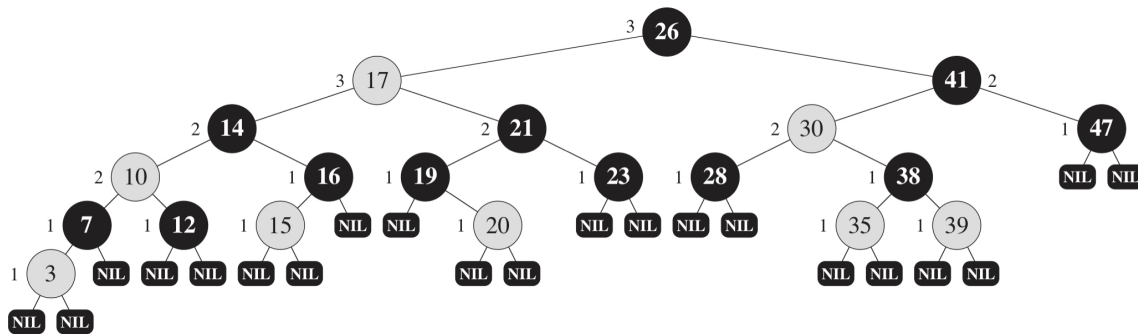 3 26
3 17 41 2
2 14 2 21 2 30 1 47
2 10 1 16 1 19 1 23 1 28 1 38 NIL NIL
1 7 1 12 1 15 NIL NIL 1 20 NIL NIL NIL NIL 1 35 1 39
1 3 NIL NIL NIL NIL NIL NIL NIL NIL NIL NIL NIL
NIL NIL